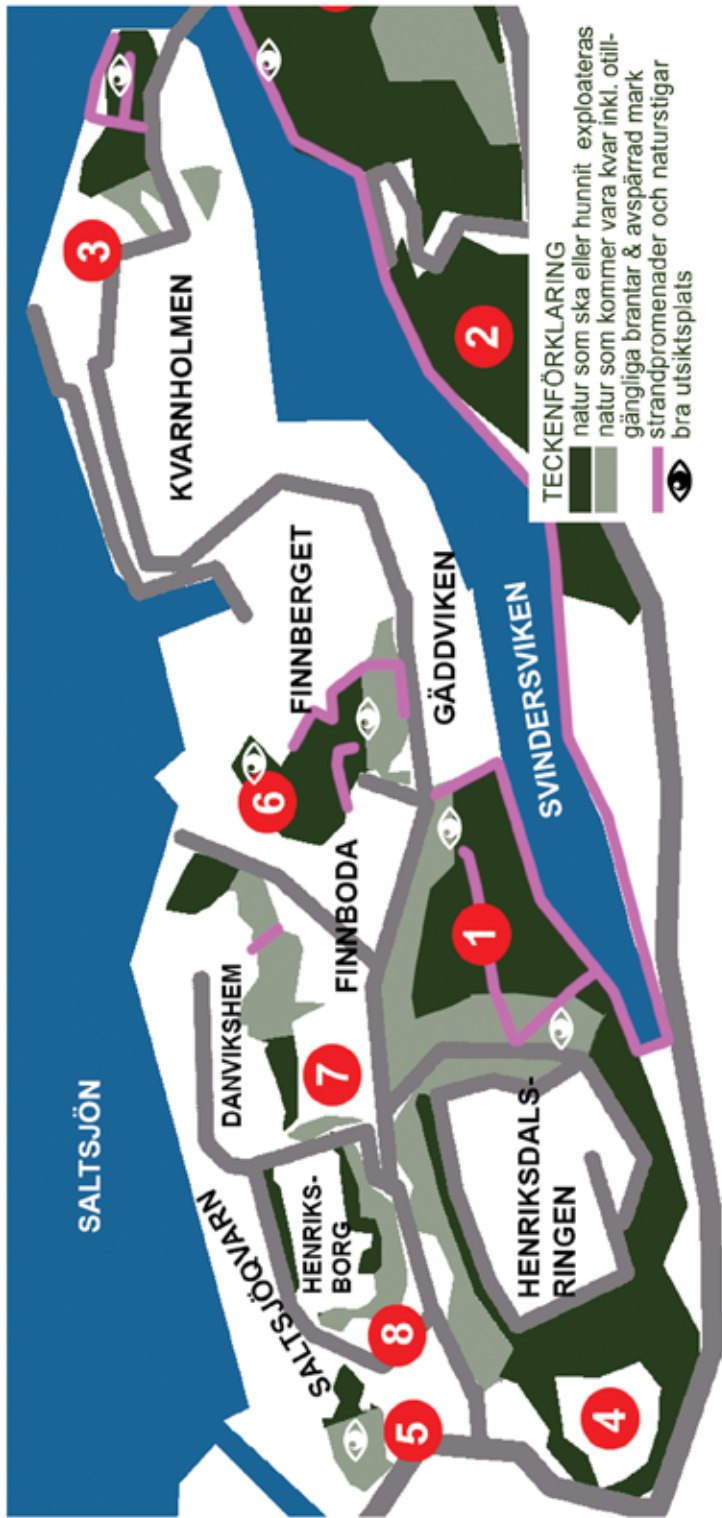 SALTSJÖN
SALTSJÖQVARN
DANVIKSHEM
HENRIKS-
BORG
FINNBODA
FINNBERGET
KVARNHOLMEN
GÄDDVIKEN
SVINDERSVIKEN
HENRIKSDALS-
RINGEN
1
2
3
4
5
6
7
8
TECKENFÖRKLARING
natur som ska eller hunnit exploateras
natur som kommer vara kvar inkl. otill-
gängliga brantar & avspärrad mark
strandpromenader och naturstigar
bra utsiktsplats